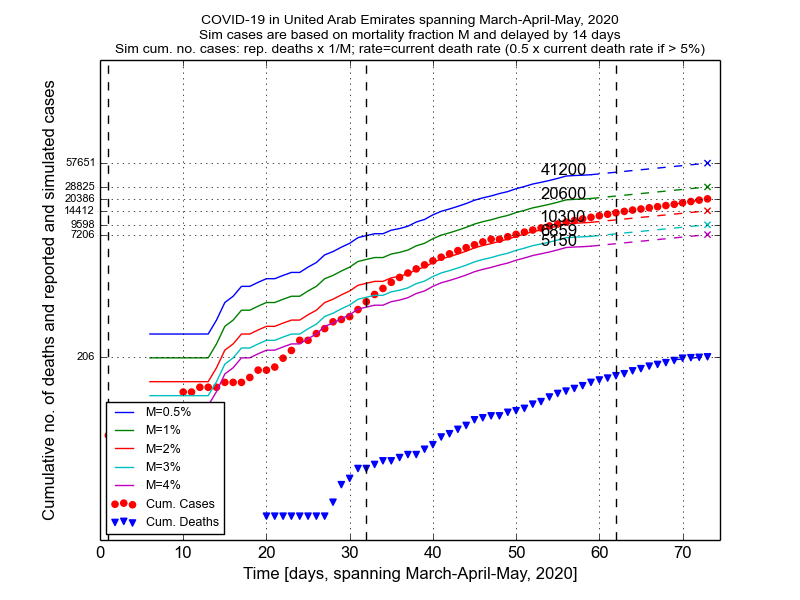 COVID-19 in United Arab Emirates spanning March-April-May, 2020
Sim cases are based on mortality fraction M and delayed by 14 days
Sim cum. no. cases: rep. deaths x 1/M; rate=current death rate (0.5 x current death rate if > 5%)
Cumulative no. of deaths and reported and simulated cases
57651
28825
20386
14412
9598
7206
206
41200
20600
10300
5150
M=0.5%
M=1%
M=2%
M=3%
M=4%
Cum. Cases
Cum. Deaths
0 10 20 30 40 50 60 70
Time [days, spanning March-April-May, 2020]